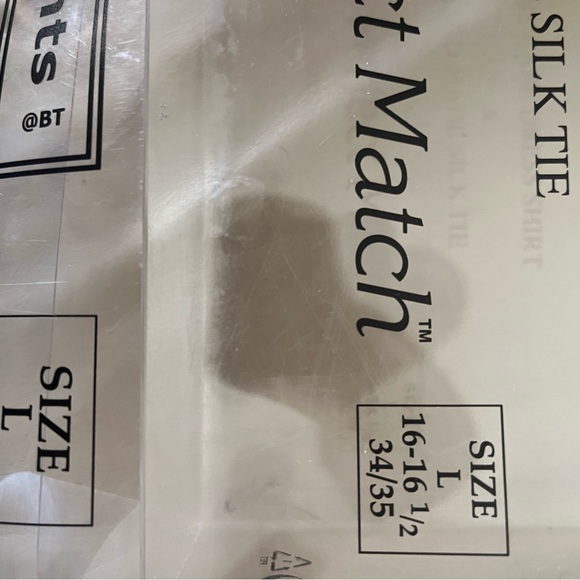 SILK TIE
ct Match™
SIZE
L
16-16 1/2
34/35
nts
@BT
SIZE
L